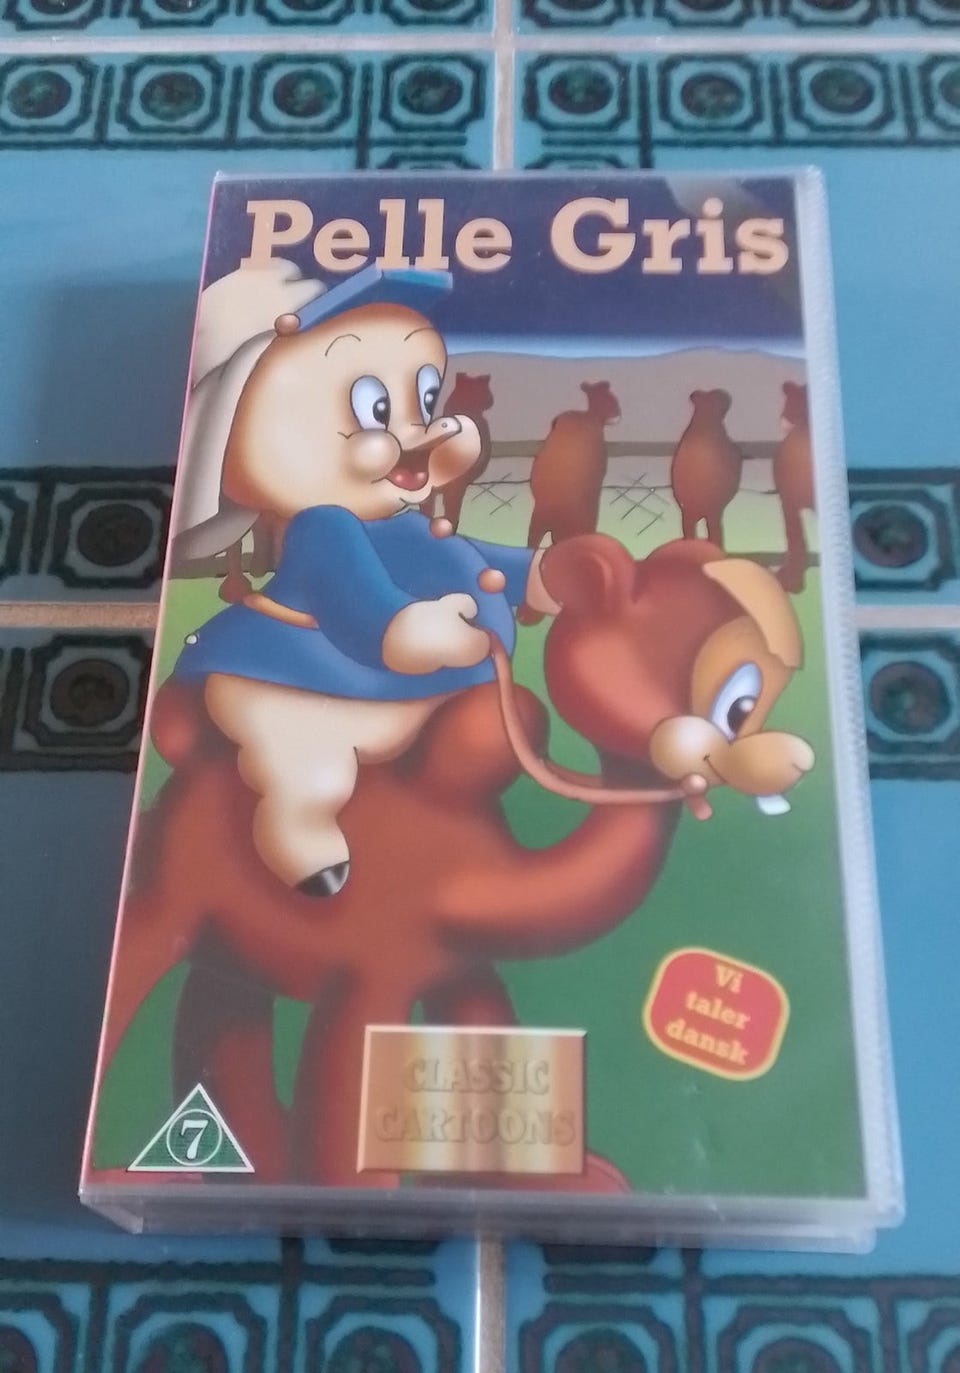 Pelle Gris
Vi
taler
dansk
CLASSIC
CARTOONS
7